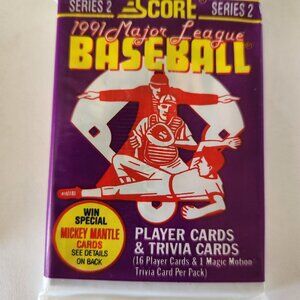 SERIES 2 SCORE SERIES 2
1991 Major League
BASEBALL
WIN
SPECIAL
MICKEY MANTLE
CARDS
SEE DETAILS
ON BACK
PLAYER CARDS
& TRIVIA CARDS
(16 Player Cards & 1 Magic Motion
Trivia Card Per Pack)